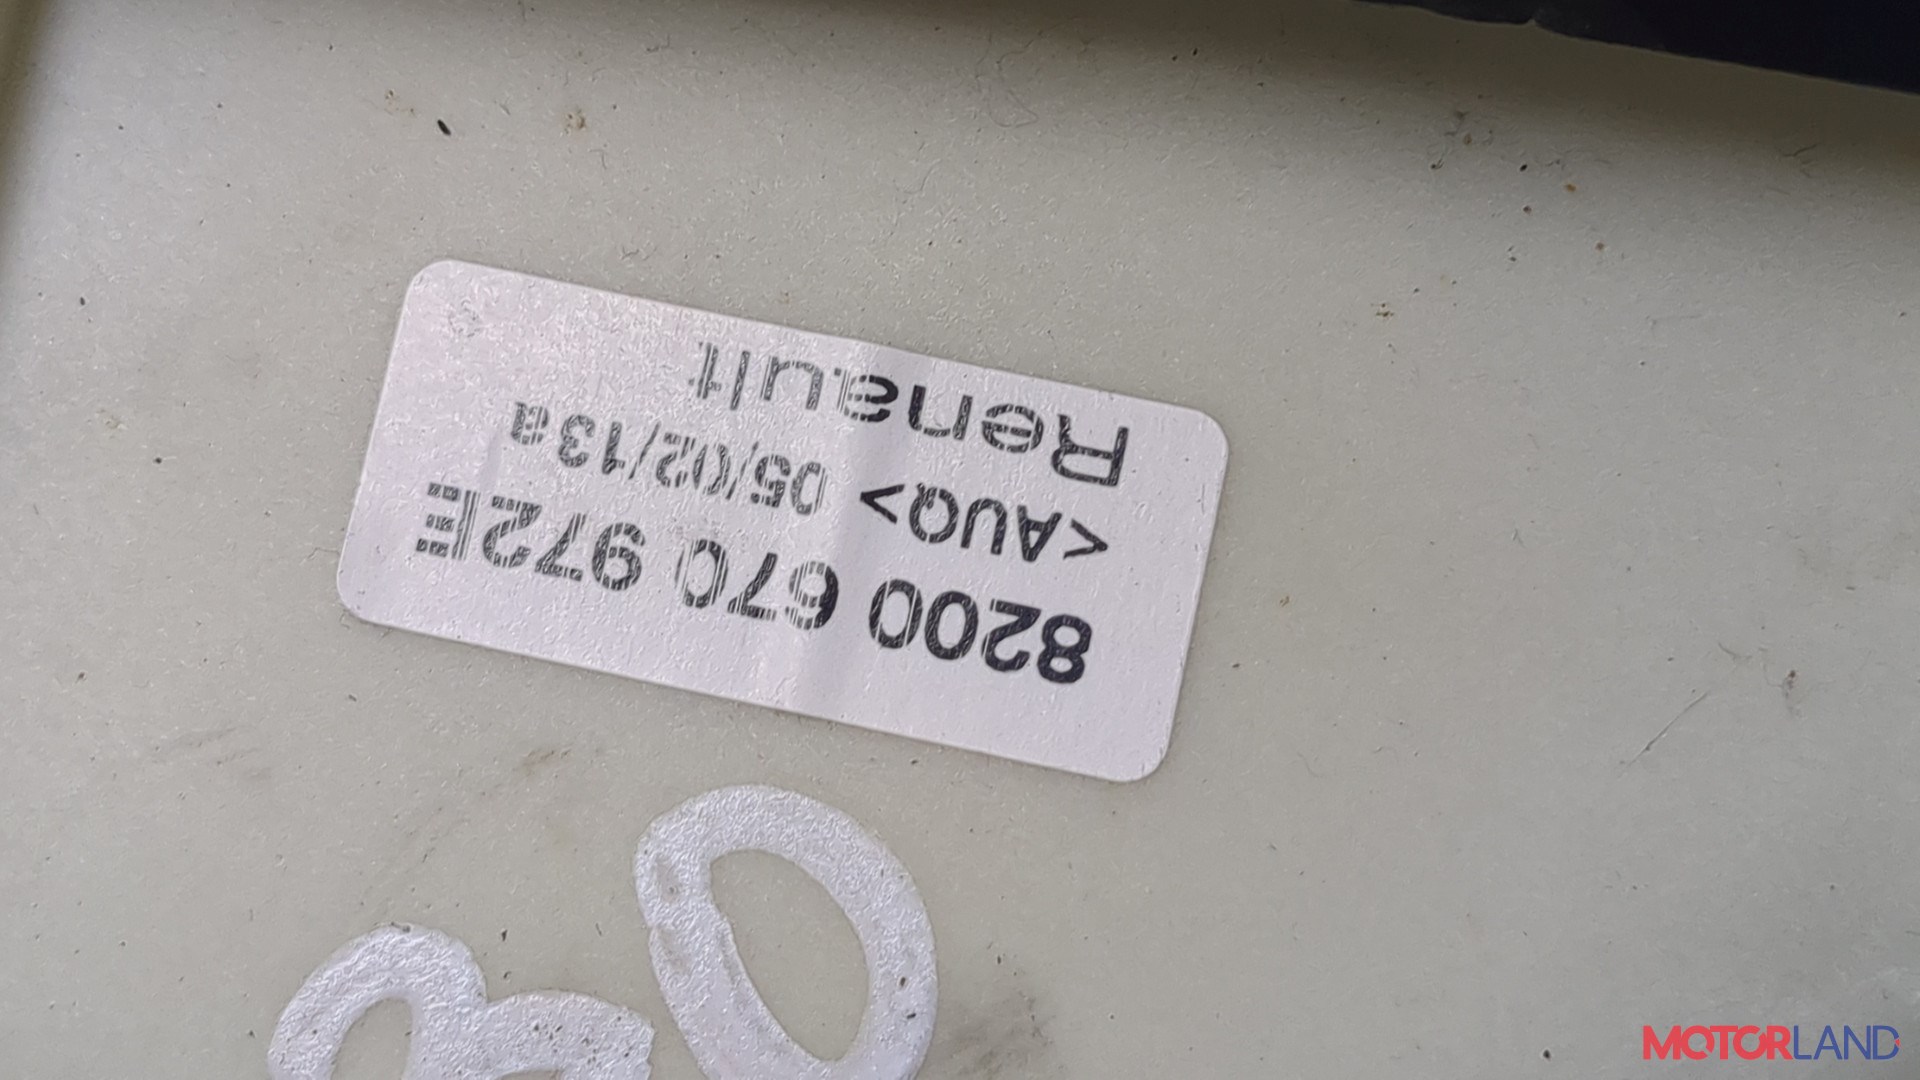 8200 670 972E
<AUQ> 05/02/13a
Renault
MOTORLAND